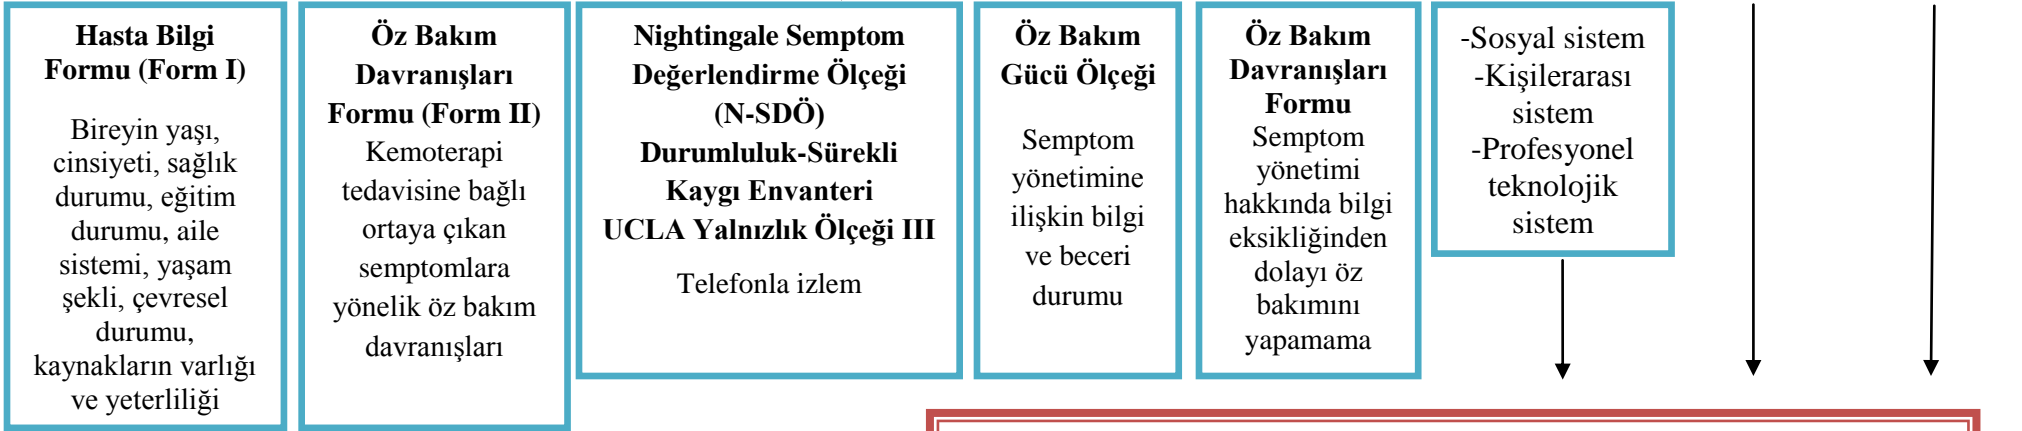 Hasta Bilgi
Formu (Form I)
Bireyin yaşı,
cinsiyeti, sağlık
durumu, eğitim
durumu, aile
sistemi, yaşam
şekli, çevresel
durumu,
kaynakların varlığı
ve yeterliliği
Öz Bakım
Davranışları
Formu (Form II)
Kemoterapi
tedavisine bağlı
ortaya çıkan
semptomlara
yönelik öz bakım
davranışları
Nightingale Semptom
Değerlendirme Ölçeği
(N-SDÖ)
Durumluluk-Sürekli
Kaygı Envanteri
UCLA Yalnızlık Ölçeği III
Telefonla izlem
Öz Bakım
Gücü Ölçeği
Semptom
yönetimine
ilişkin bilgi
ve beceri
durumu
Öz Bakım
Davranışları
Formu
Semptom
yönetimi
hakkında bilgi
eksikliğinden
dolayı öz
bakımını
yapamama
-Sosyal sistem
-Kişilerarası
sistem
-Profesyonel
teknolojik
sistem